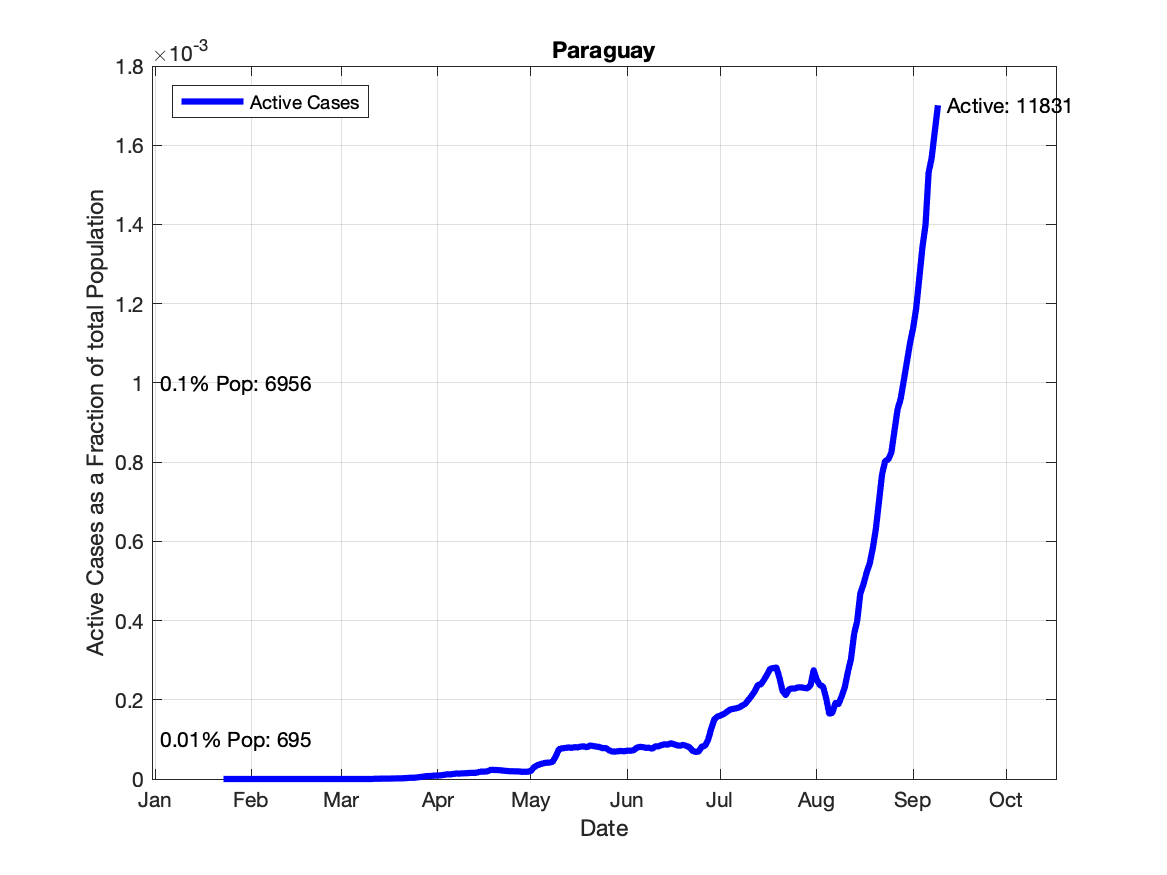 Paraguay
×10-3
1.8
1.6
1.4
1.2
1
0.8
0.6
0.4
0.2
0
Active Cases as a Fraction of total Population
Active Cases
Active: 11831
0.1% Pop: 6956
0.01% Pop: 695
Jan Feb Mar Apr May Jun Jul Aug Sep Oct
Date